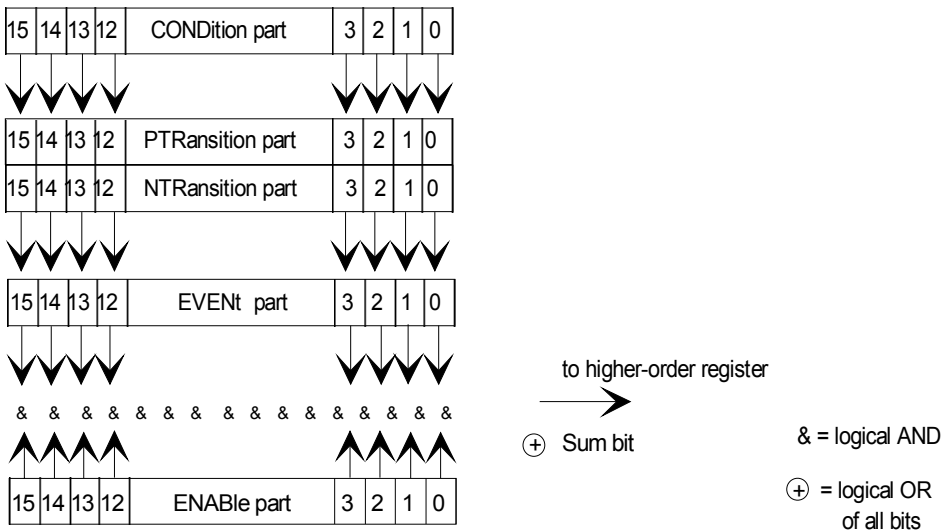 15 14 13 12 CONDition part 3 2 1 0
15 14 13 12 PTRansition part 3 2 1 0
15 14 13 12 NTRansition part 3 2 1 0
15 14 13 12 EVENt part 3 2 1 0
to higher-order register
& & & & & & & & & & & & & & & &
+ Sum bit
& = logical AND
15 14 13 12 ENABle part 3 2 1 0
+ = logical OR
of all bits